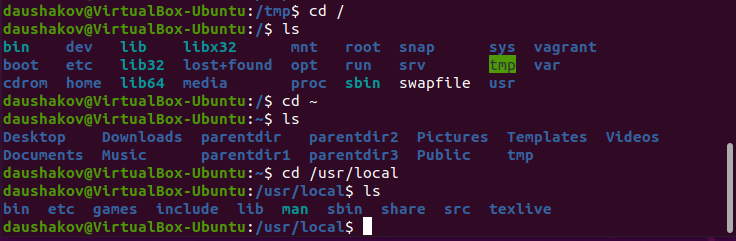 daushakov@VirtualBox-Ubuntu:/tmp$ cd /
daushakov@VirtualBox-Ubuntu:/$ ls
bin dev lib libx32 mnt root snap sys vagrant
boot etc lib32 lost+found opt run srv tmp var
cdrom home lib64 media proc sbin swapfile usr
daushakov@VirtualBox-Ubuntu:/$ cd ~
daushakov@VirtualBox-Ubuntu:~$ ls
Desktop Downloads parentdir parentdir2 Pictures Templates Videos
Documents Music parentdir1 parentdir3 Public tmp
daushakov@VirtualBox-Ubuntu:~$ cd /usr/local
daushakov@VirtualBox-Ubuntu:/usr/local$ ls
bin etc games include lib man sbin share src texlive
daushakov@VirtualBox-Ubuntu:/usr/local$